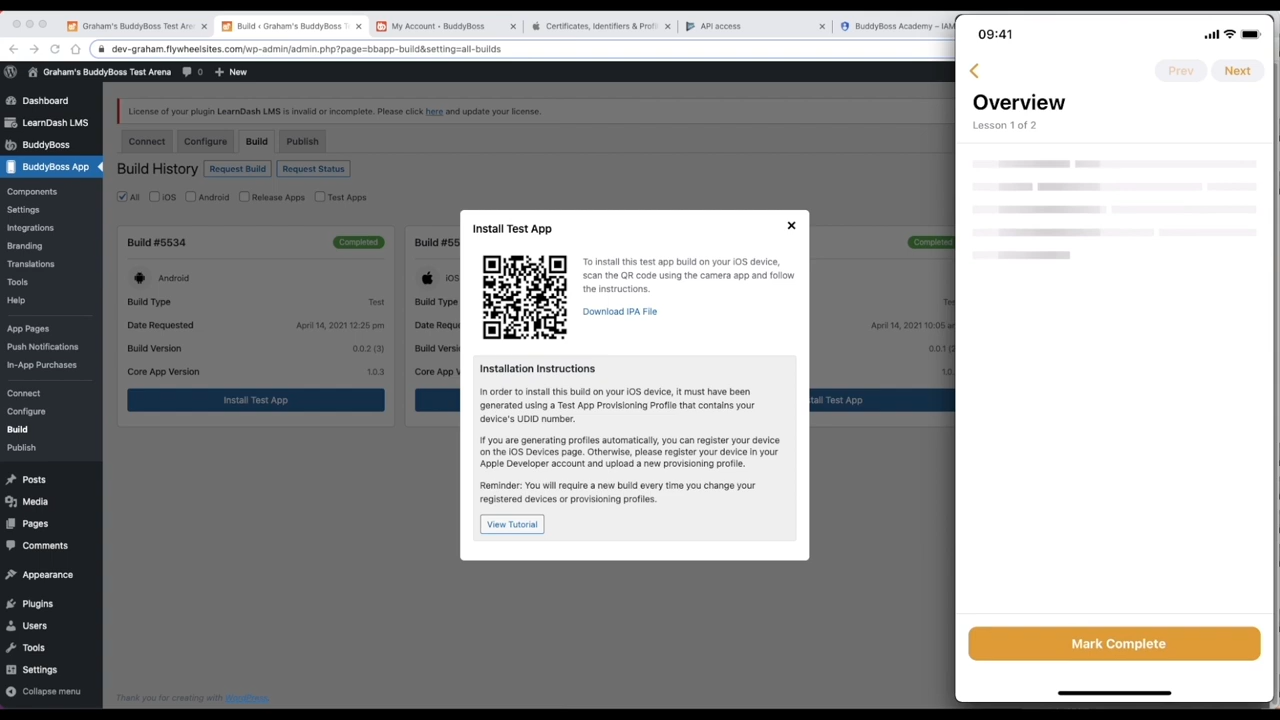 Graham's BuddyBoss Test Aren
Build ‹ Graham's BuddyBoss T
My Account - BuddyBoss
Certificates, Identifiers & Profi
API access
BuddyBoss Academy – IAM
dev-graham.flywheelsites.com/wp-admin/admin.php?page=bbapp-build&setting=all-builds
Graham's BuddyBoss Test Arena
0
New
Dashboard
LearnDash LMS
BuddyBoss
BuddyBoss App
Components
Settings
Integrations
Branding
Translations
Tools
Help
App Pages
Push Notifications
In-App Purchases
Connect
Configure
Build
Publish
Posts
Media
Pages
Comments
Appearance
Plugins
Users
Tools
Settings
Collapse menu
License of your plugin LearnDash LMS is invalid or incomplete. Please click here and update your license.
Connect
Configure
Build
Publish
Build History
Request Build
Request Status
All
iOS
Android
Release Apps
Test Apps
Build #5534
Completed
Android
Build Type
Test
Date Requested
April 14, 2021 12:25 pm
Build Version
0.0.2 (3)
Core App Version
1.0.3
Install Test App
Build #55
iOS
Build Type
Date Reque
Build Versi
Core App V
Completed
Tes
April 14, 2021 10:05 a
0.0.1 (2
1.0.
tall Test App
Thank you for creating with WordPress.
Install Test App
To install this test app build on your iOS device,
scan the QR code using the camera app and follow
the instructions.
Download IPA File
Installation Instructions
In order to install this build on your iOS device, it must have been
generated using a Test App Provisioning Profile that contains your
device's UDID number.
If you are generating profiles automatically, you can register your device
on the iOS Devices page. Otherwise, please register your device in your
Apple Developer account and upload a new provisioning profile.
Reminder: You will require a new build every time you change your
registered devices or provisioning profiles.
View Tutorial
09:41
Prev
Next
Overview
Lesson 1 of 2
Mark Complete